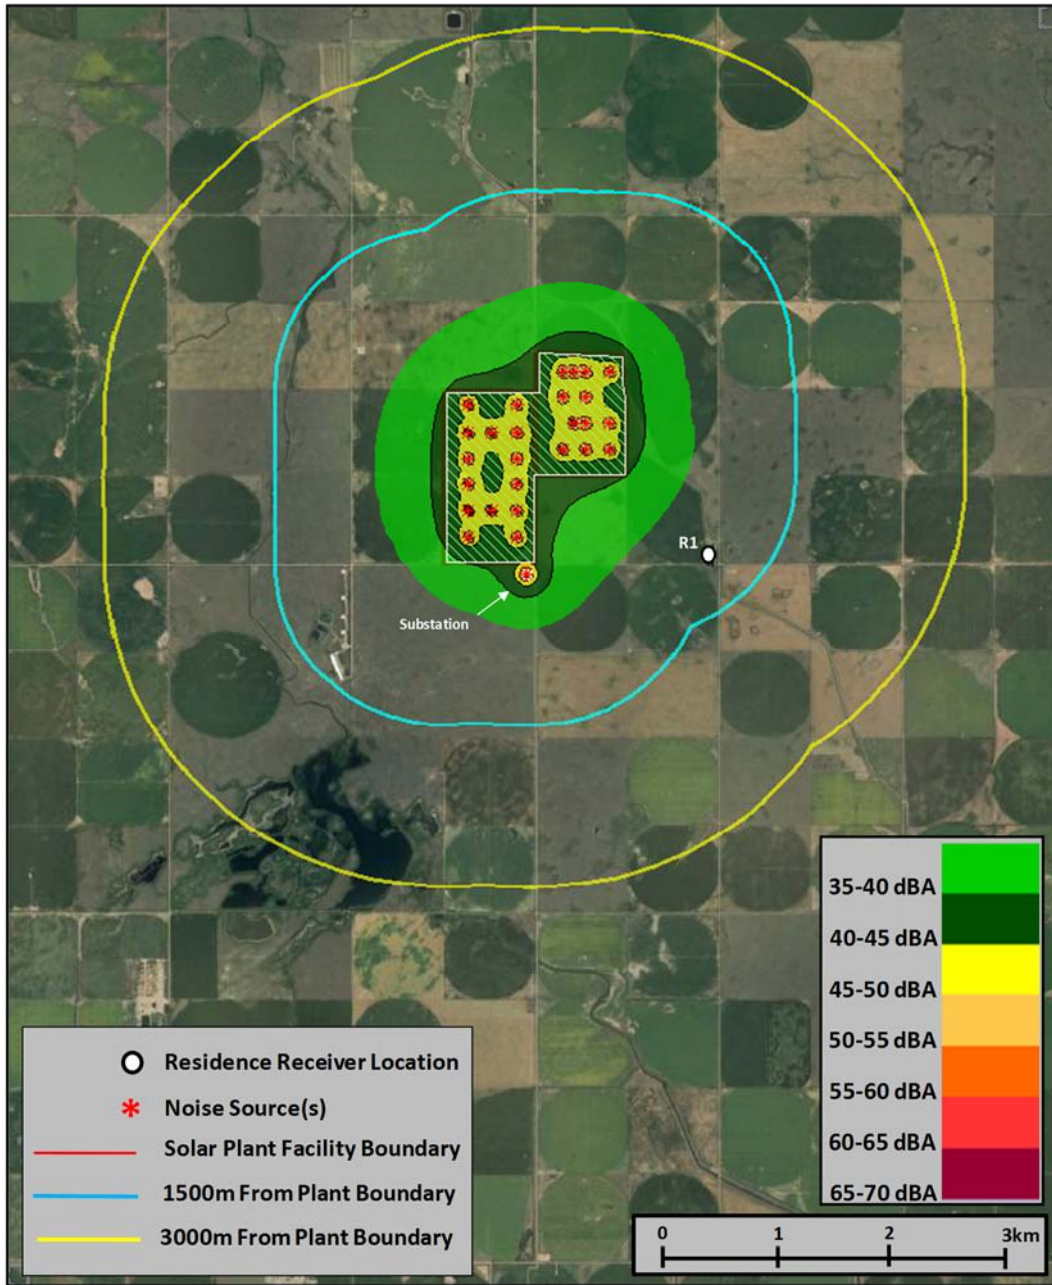 R1
Substation
35-40 dBA
40-45 dBA
45-50 dBA
50-55 dBA
55-60 dBA
60-65 dBA
65-70 dBA
Residence Receiver Location
Noise Source(s)
Solar Plant Facility Boundary
1500m From Plant Boundary
3000m From Plant Boundary
0 1 2 3km